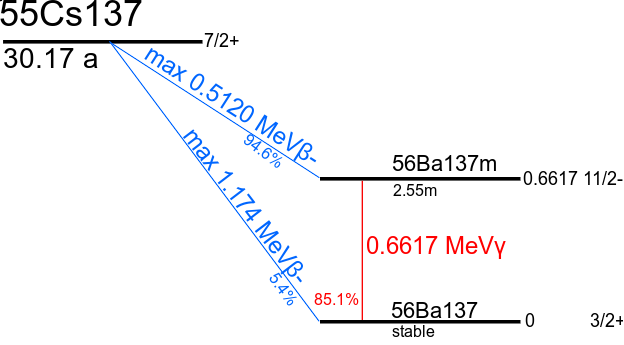 55Cs137
7/2+
30.17 a
max 0.5120 MeVβ-
94.6%
max 1.174 MeVβ-
5.4%
56Ba137m
0.6617 11/2-
2.55m
0.6617 MeVγ
85.1%
56Ba137
0 3/2+
stable